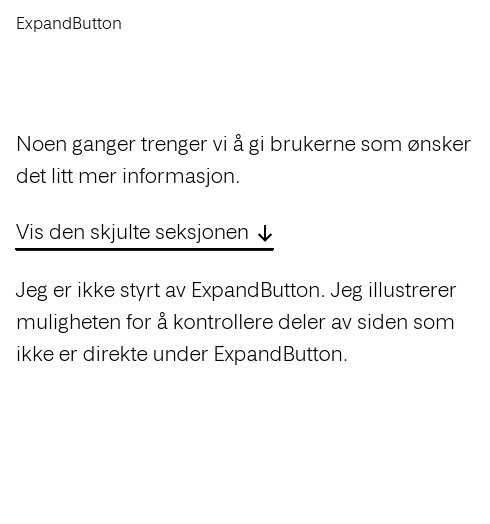 ExpandButton
Noen ganger trenger vi å gi brukerne som ønsker
det litt mer informasjon.
Vis den skjulte seksjonen ↓
Jeg er ikke styrt av ExpandButton. Jeg illustrerer
muligheten for å kontrollere deler av siden som
ikke er direkte under ExpandButton.